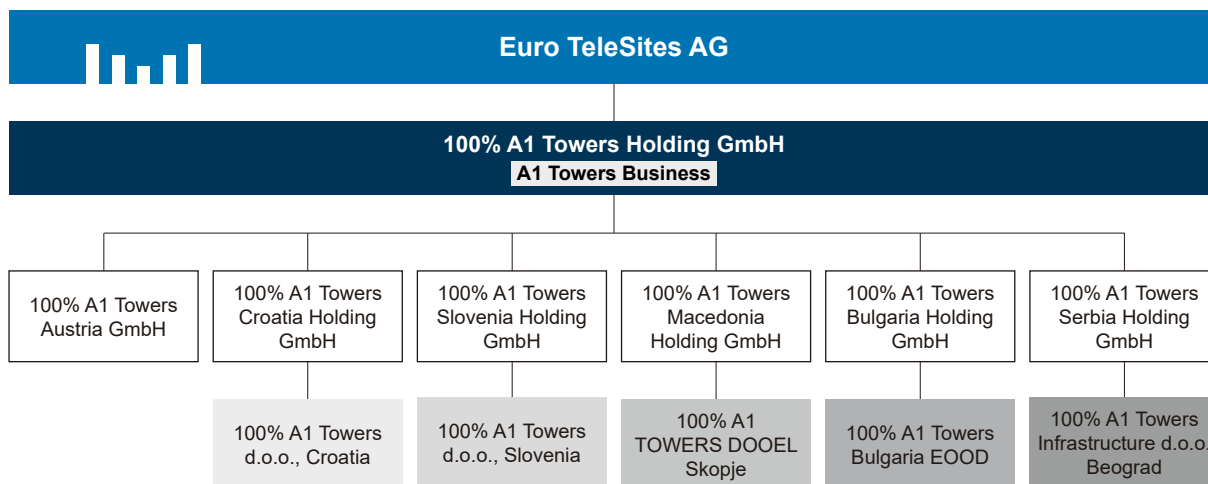 Euro TeleSites AG
100% A1 Towers Holding GmbH
A1 Towers Business
100% A1 Towers
Austria GmbH
100% A1 Towers
Croatia Holding
GmbH
100% A1 Towers
Slovenia Holding
GmbH
100% A1 Towers
Macedonia
Holding GmbH
100% A1 Towers
Bulgaria Holding
GmbH
100% A1 Towers
Serbia Holding
GmbH
100% A1 Towers
d.o.o., Croatia
100% A1 Towers
d.o.o., Slovenia
100% A1
TOWERS DOOEL
Skopje
100% A1 Towers
Bulgaria EOOD
100% A1 Towers
Infrastructure d.o.o.
Beograd